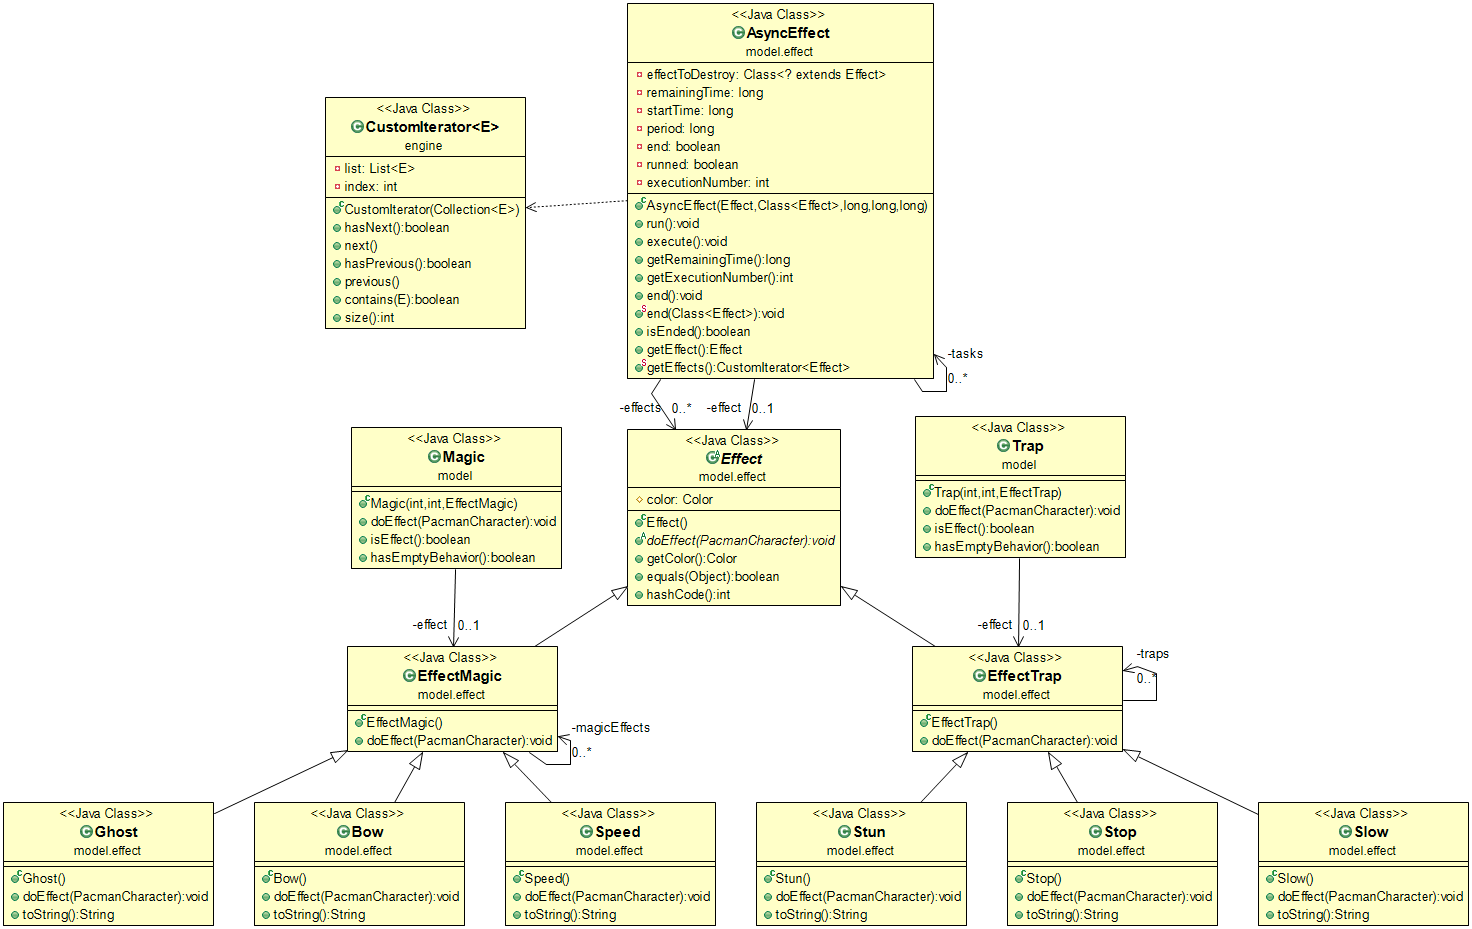 <<Java Class>>
AsyncEffect
model.effect
effectToDestroy: Class<? extends Effect>
remainingTime: long
startTime: long
period: long
end: boolean
runned: boolean
executionNumber: int
AsyncEffect(Effect,Class<Effect>,long,long,long)
run():void
execute():void
getRemainingTime():long
getExecutionNumber():int
end():void
end(Class<Effect>):void
isEnded():boolean
getEffect():Effect
getEffects():CustomIterator<Effect>
<<Java Class>>
CustomIterator<E>
engine
list: List<E>
index: int
CustomIterator(Collection<E>)
hasNext():boolean
next()
hasPrevious():boolean
previous()
contains(E):boolean
size():int
-tasks
0..*
-effects 0..*
-effect 0..1
<<Java Class>>
Magic
model
Magic(int,int,EffectMagic)
doEffect(PacmanCharacter):void
isEffect():boolean
hasEmptyBehavior():boolean
<<Java Class>>
Effect
model.effect
color: Color
Effect()
doEffect(PacmanCharacter):void
getColor():Color
equals(Object):boolean
hashCode():int
<<Java Class>>
Trap
model
Trap(int,int,EffectTrap)
doEffect(PacmanCharacter):void
isEffect():boolean
hasEmptyBehavior():boolean
-effect 0..1
-effect 0..1
<<Java Class>>
EffectMagic
model.effect
EffectMagic()
doEffect(PacmanCharacter):void
-magicEffects
0..*
<<Java Class>>
EffectTrap
model.effect
EffectTrap()
doEffect(PacmanCharacter):void
-traps
0..*
<<Java Class>>
Ghost
model.effect
Ghost()
doEffect(PacmanCharacter):void
toString():String
<<Java Class>>
Bow
model.effect
Bow()
doEffect(PacmanCharacter):void
toString():String
<<Java Class>>
Speed
model.effect
Speed()
doEffect(PacmanCharacter):void
toString():String
<<Java Class>>
Stun
model.effect
Stun()
doEffect(PacmanCharacter):void
toString():String
<<Java Class>>
Stop
model.effect
Stop()
doEffect(PacmanCharacter):void
toString():String
<<Java Class>>
Slow
model.effect
Slow()
doEffect(PacmanCharacter):void
toString():String